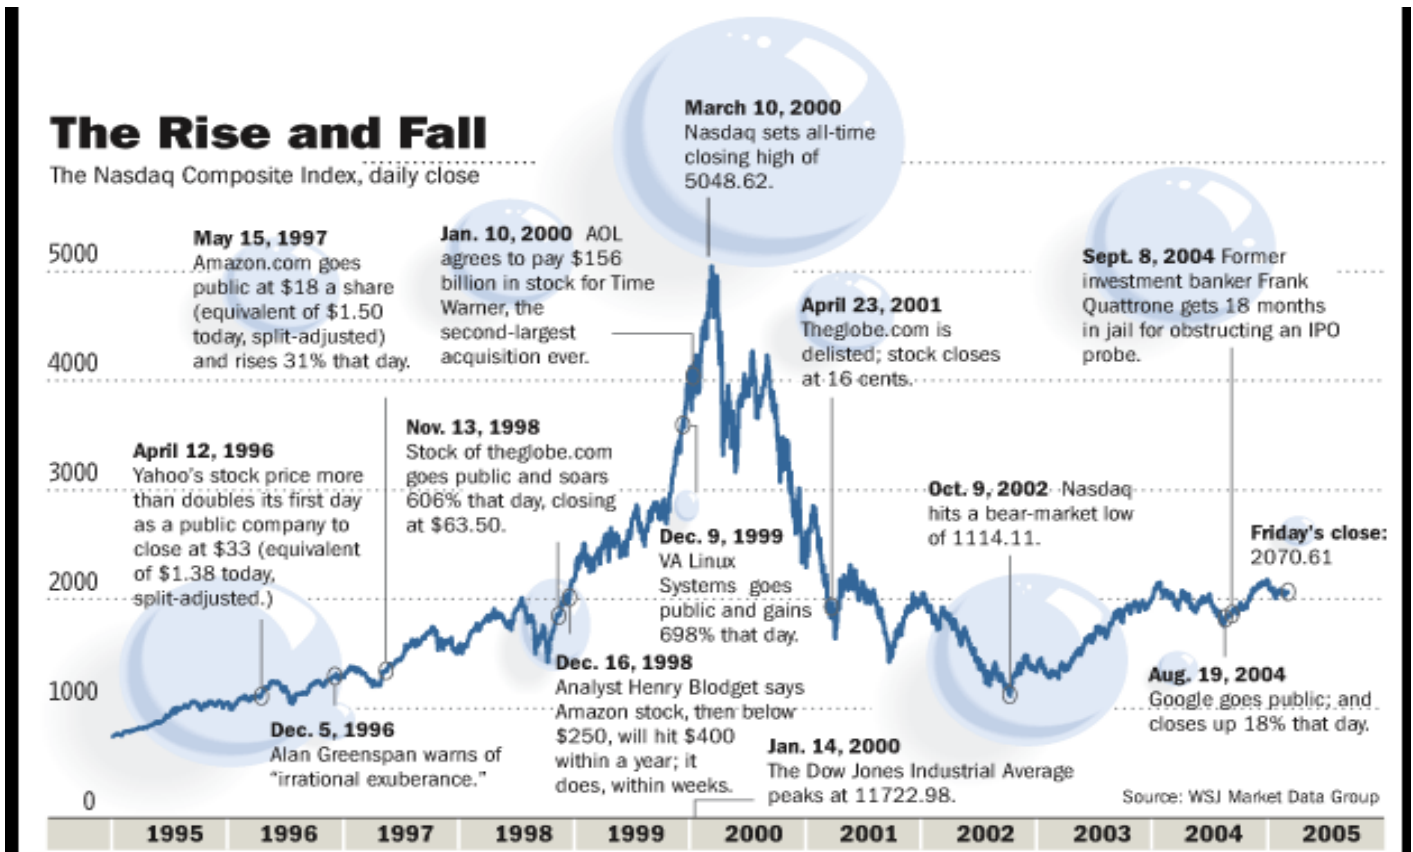 The Rise and Fall
The Nasdaq Composite Index, daily close
March 10, 2000
Nasdaq sets all-time
closing high of
5048.62.
May 15, 1997
Amazon.com goes
public at $18 a share
(equivalent of $1.50
today, split-adjusted)
and rises 31% that day.
Jan. 10, 2000 AOL
agrees to pay $156
billion in stock for Time
Warner, the
second-largest
acquisition ever.
April 23, 2001
Theglobe.com is
delisted; stock closes
at 16 cents.
Sept. 8, 2004 Former
investment banker Frank
Quattrone gets 18 months
in jail for obstructing an IPO
probe.
April 12, 1996
Yahoo's stock price more
than doubles its first day
as a public company to
close at $33 (equivalent
of $1.38 today,
split-adjusted.)
Nov. 13, 1998
Stock of theglobe.com
goes public and soars
606% that day, closing
at $63.50.
Dec. 9, 1999
VA Linux
Systems goes
public and gains
698% that day.
Oct. 9, 2002 Nasdaq
hits a bear-market low
of 1114.11.
Friday's close:
2070.61
Dec. 5, 1996
Alan Greenspan warns of
"irrational exuberance."
Dec. 16, 1998
Analyst Henry Blodget says
Amazon stock, then below
$250, will hit $400
within a year; it
does, within weeks.
Jan. 14, 2000
The Dow Jones Industrial Average
peaks at 11722.98.
Aug. 19, 2004
Google goes public; and
closes up 18% that day.
Source: WSJ Market Data Group
5000
4000
3000
2000
1000
0
1995 1996 1997 1998 1999 2000 2001 2002 2003 2004 2005